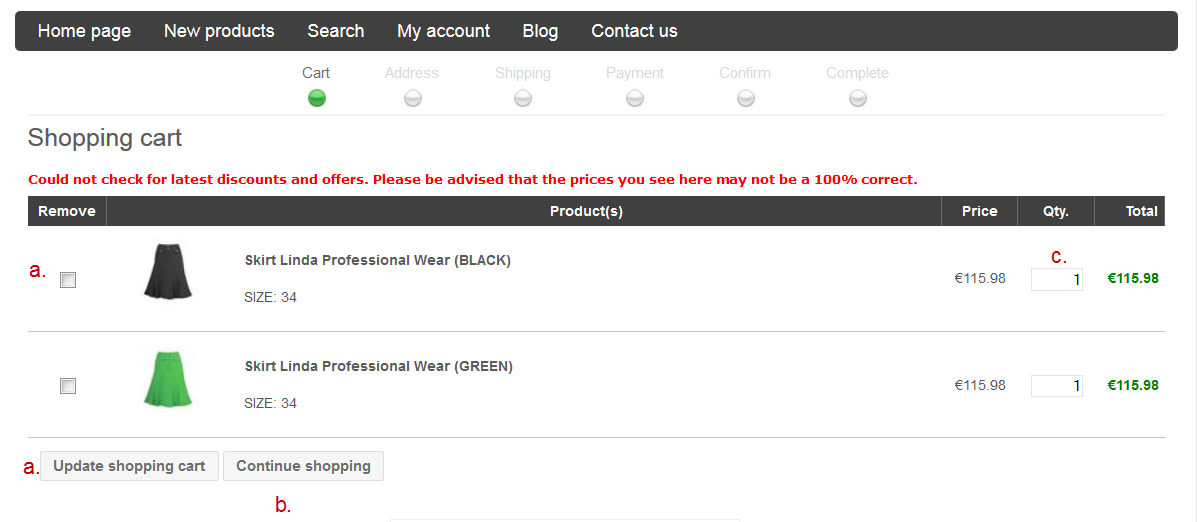 Home page New products Search My account Blog Contact us
Cart Address Shipping Payment Confirm Complete
Shopping cart
Could not check for latest discounts and offers. Please be advised that the prices you see here may not be a 100% correct.
Remove Product(s) Price Qty. Total
a. Skirt Linda Professional Wear (BLACK) c.
€115.98 1 €115.98
SIZE: 34
Skirt Linda Professional Wear (GREEN)
€115.98 1 €115.98
SIZE: 34
a. Update shopping cart Continue shopping
b.